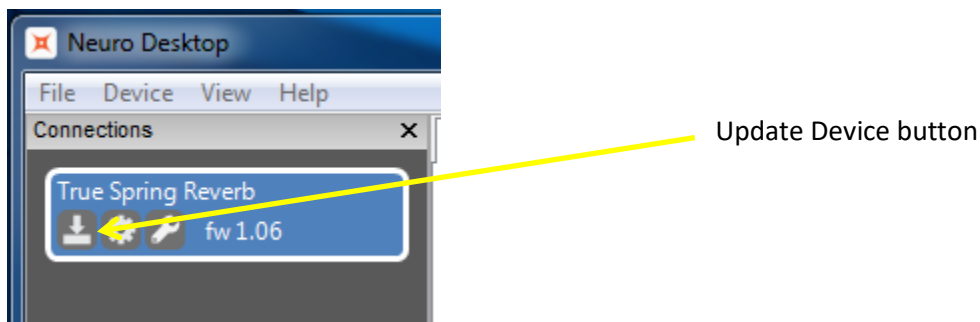 Neuro Desktop
File Device View Help
Connections
Update Device button
True Spring Reverb
fw 1.06